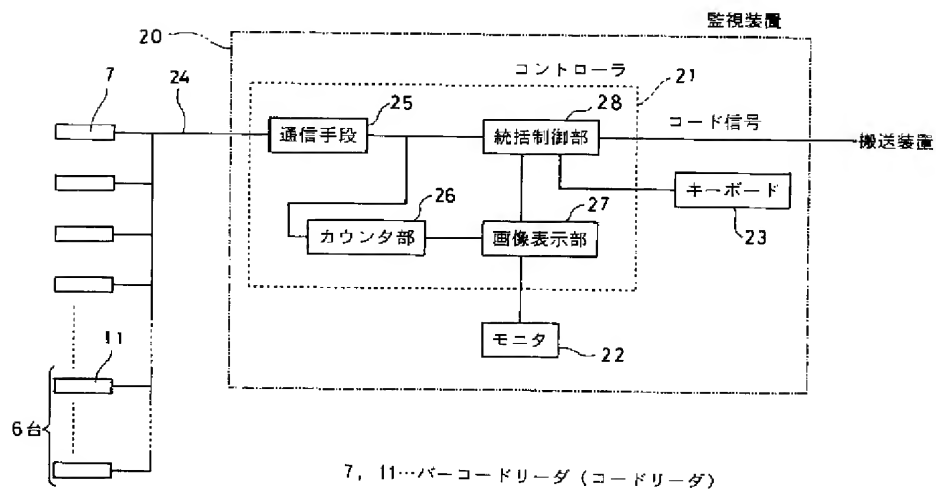 監視装置
20
コントローラ
21
7
24
25
28
通信手段
統括制御部
コード信号
搬送装置
26
27
キーボード
カウンタ部
画像表示部
23
11
モニタ
22
6台
7, 11…バーコードリーダ(コードリーダ)